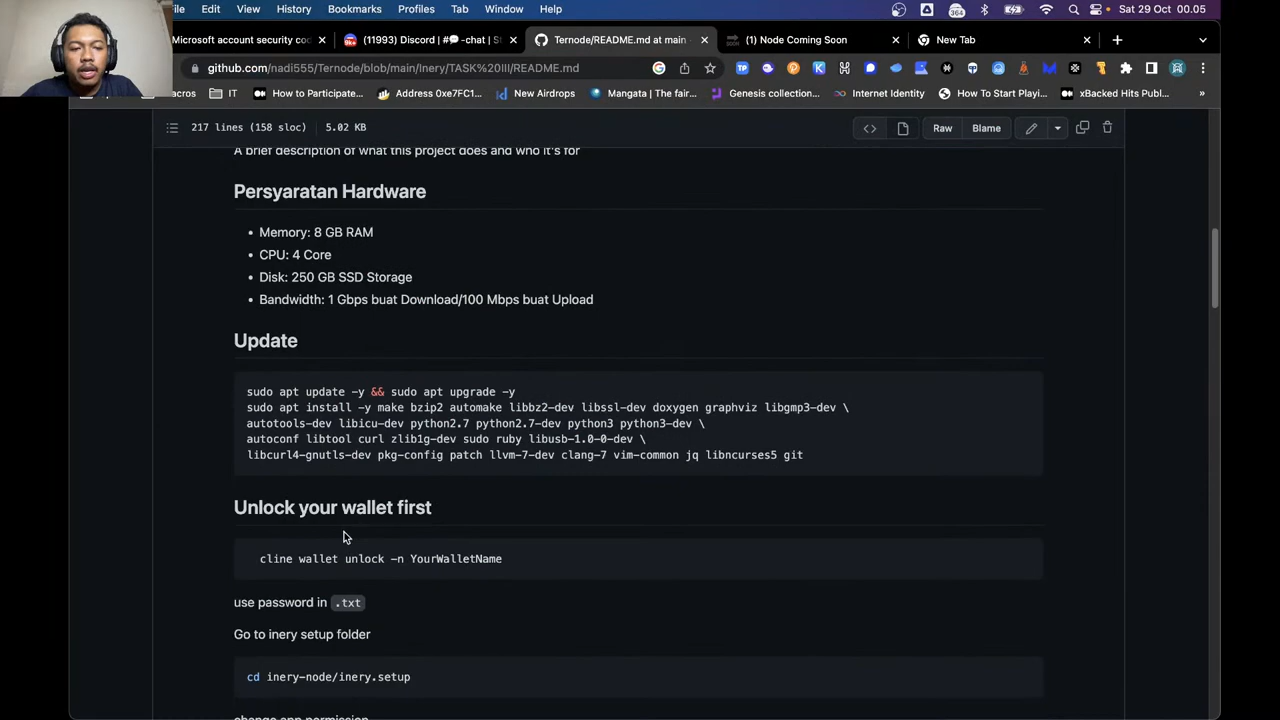 File Edit View History Bookmarks Profiles Tab Window Help 364 Sat 29 Oct 00.05
Microsoft account security cod (11993) Discord | #💬-chat | St Ternode/README.md at main · (1) Node Coming Soon New Tab
github.com/nadi555/Ternode/blob/main/Inery/TASK%20III/README.md
acros IT How to Participate... Address 0xe7FC1... New Airdrops Mangata | The fair... Genesis collection... Internet Identity How To Start Playi... xBacked Hits Publ... »
217 lines (158 sloc) 5.02 KB Raw Blame
A brief description of what this project does and who it's for
Persyaratan Hardware
• Memory: 8 GB RAM
• CPU: 4 Core
• Disk: 250 GB SSD Storage
• Bandwidth: 1 Gbps buat Download/100 Mbps buat Upload
Update
sudo apt update -y && sudo apt upgrade -y
sudo apt install -y make bzip2 automake libbz2-dev libssl-dev doxygen graphviz libgmp3-dev \
autotools-dev libicu-dev python2.7 python2.7-dev python3 python3-dev \
autoconf libtool curl zlib1g-dev sudo ruby libusb-1.0-0-dev \
libcurl4-gnutls-dev pkg-config patch llvm-7-dev clang-7 vim-common jq libncurses5 git
Unlock your wallet first
cline wallet unlock -n YourWalletName
use password in .txt
Go to inery setup folder
cd inery-node/inery.setup
change app permission